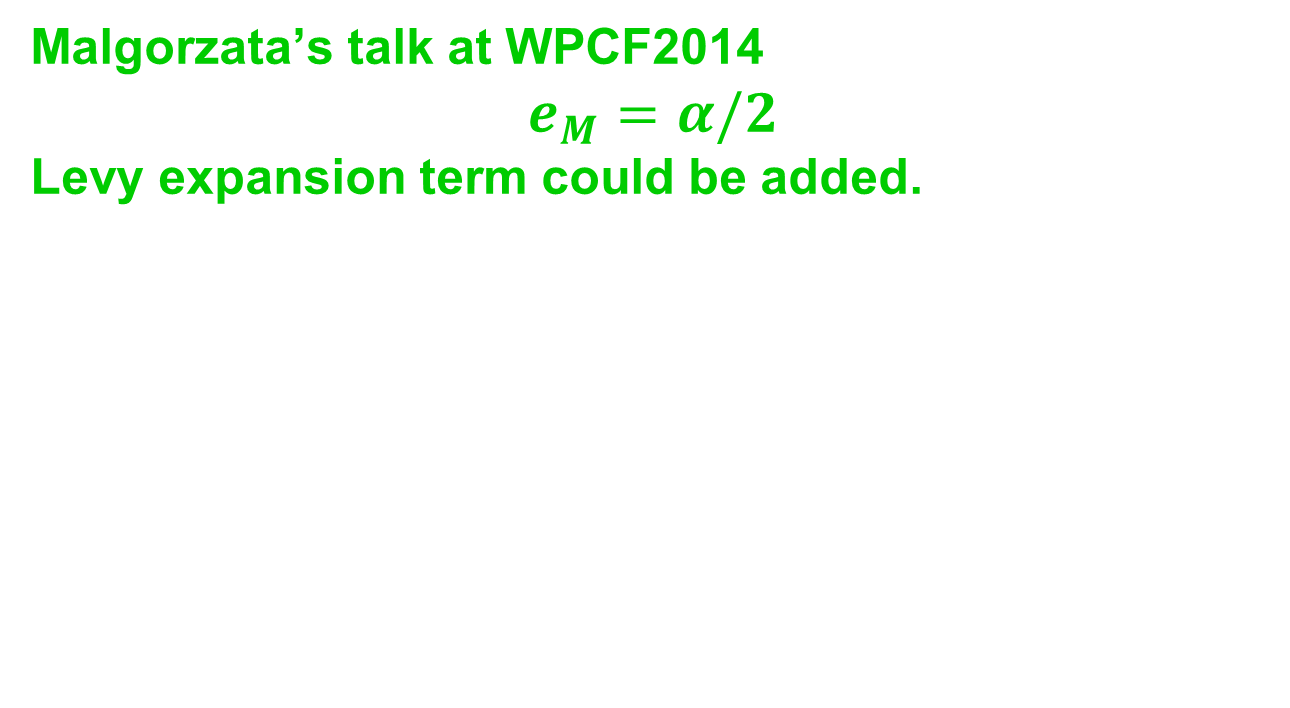 Malgorzata’s talk at WPCF2014
𝒆_𝑴 = 𝜶/𝟐
Levy expansion term could be added.